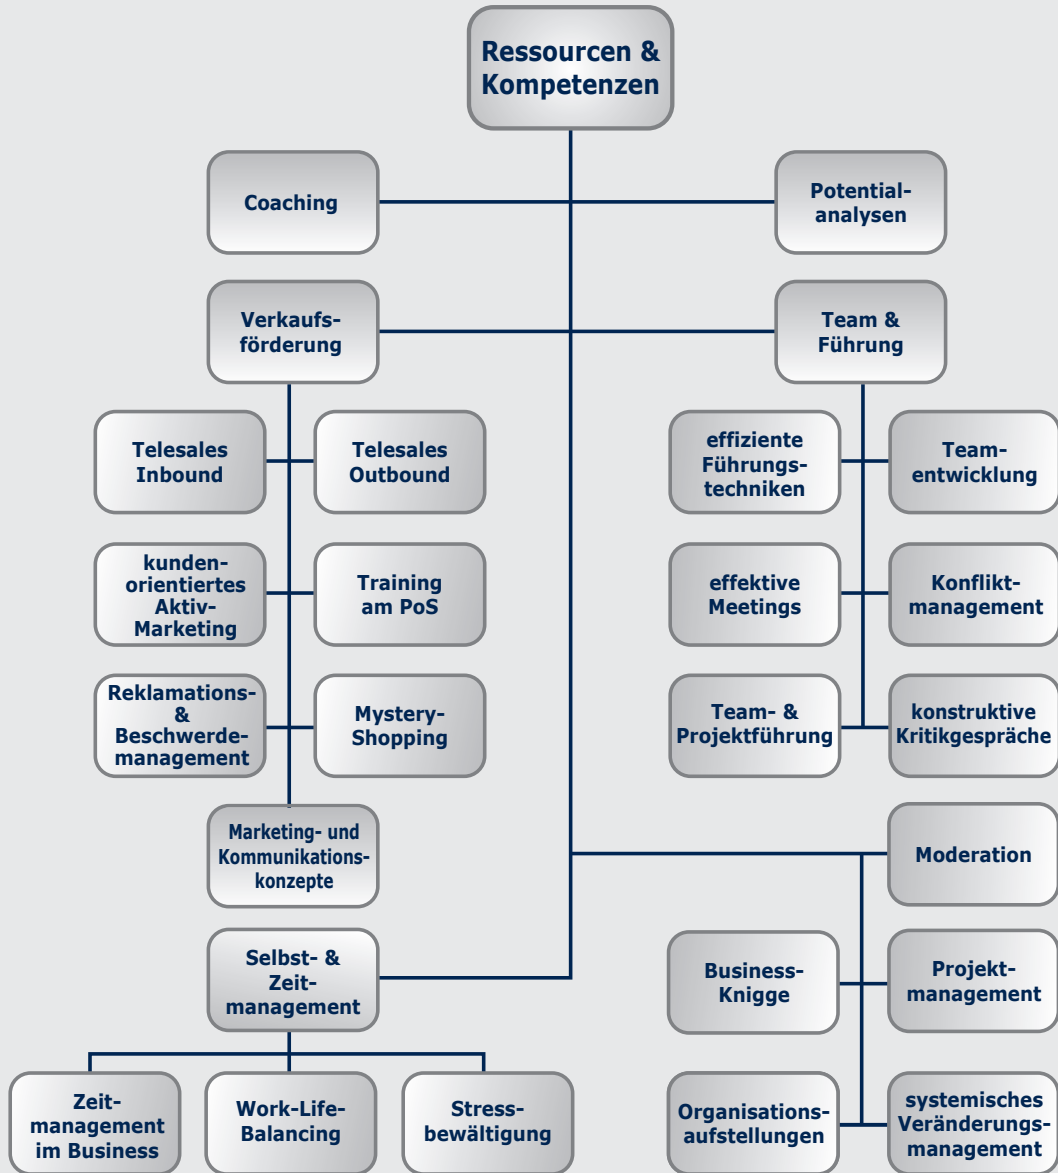 Ressourcen &
Kompetenzen
Coaching
Potential-
analysen
Verkaufs-
förderung
Team &
Führung
Telesales
Inbound
Telesales
Outbound
effiziente
Führungs-
techniken
Team-
entwicklung
kunden-
orientiertes
Aktiv-
Marketing
Training
am PoS
effektive
Meetings
Konflikt-
management
Reklamations-
&
Beschwerde-
management
Mystery-
Shopping
Team- &
Projektführung
konstruktive
Kritikgespräche
Marketing- und
Kommunikations-
konzepte
Moderation
Selbst- &
Zeit-
management
Business-
Knigge
Projekt-
management
Zeit-
management
im Business
Work-Life-
Balancing
Stress-
bewältigung
Organisations-
aufstellungen
systemisches
Veränderungs-
management